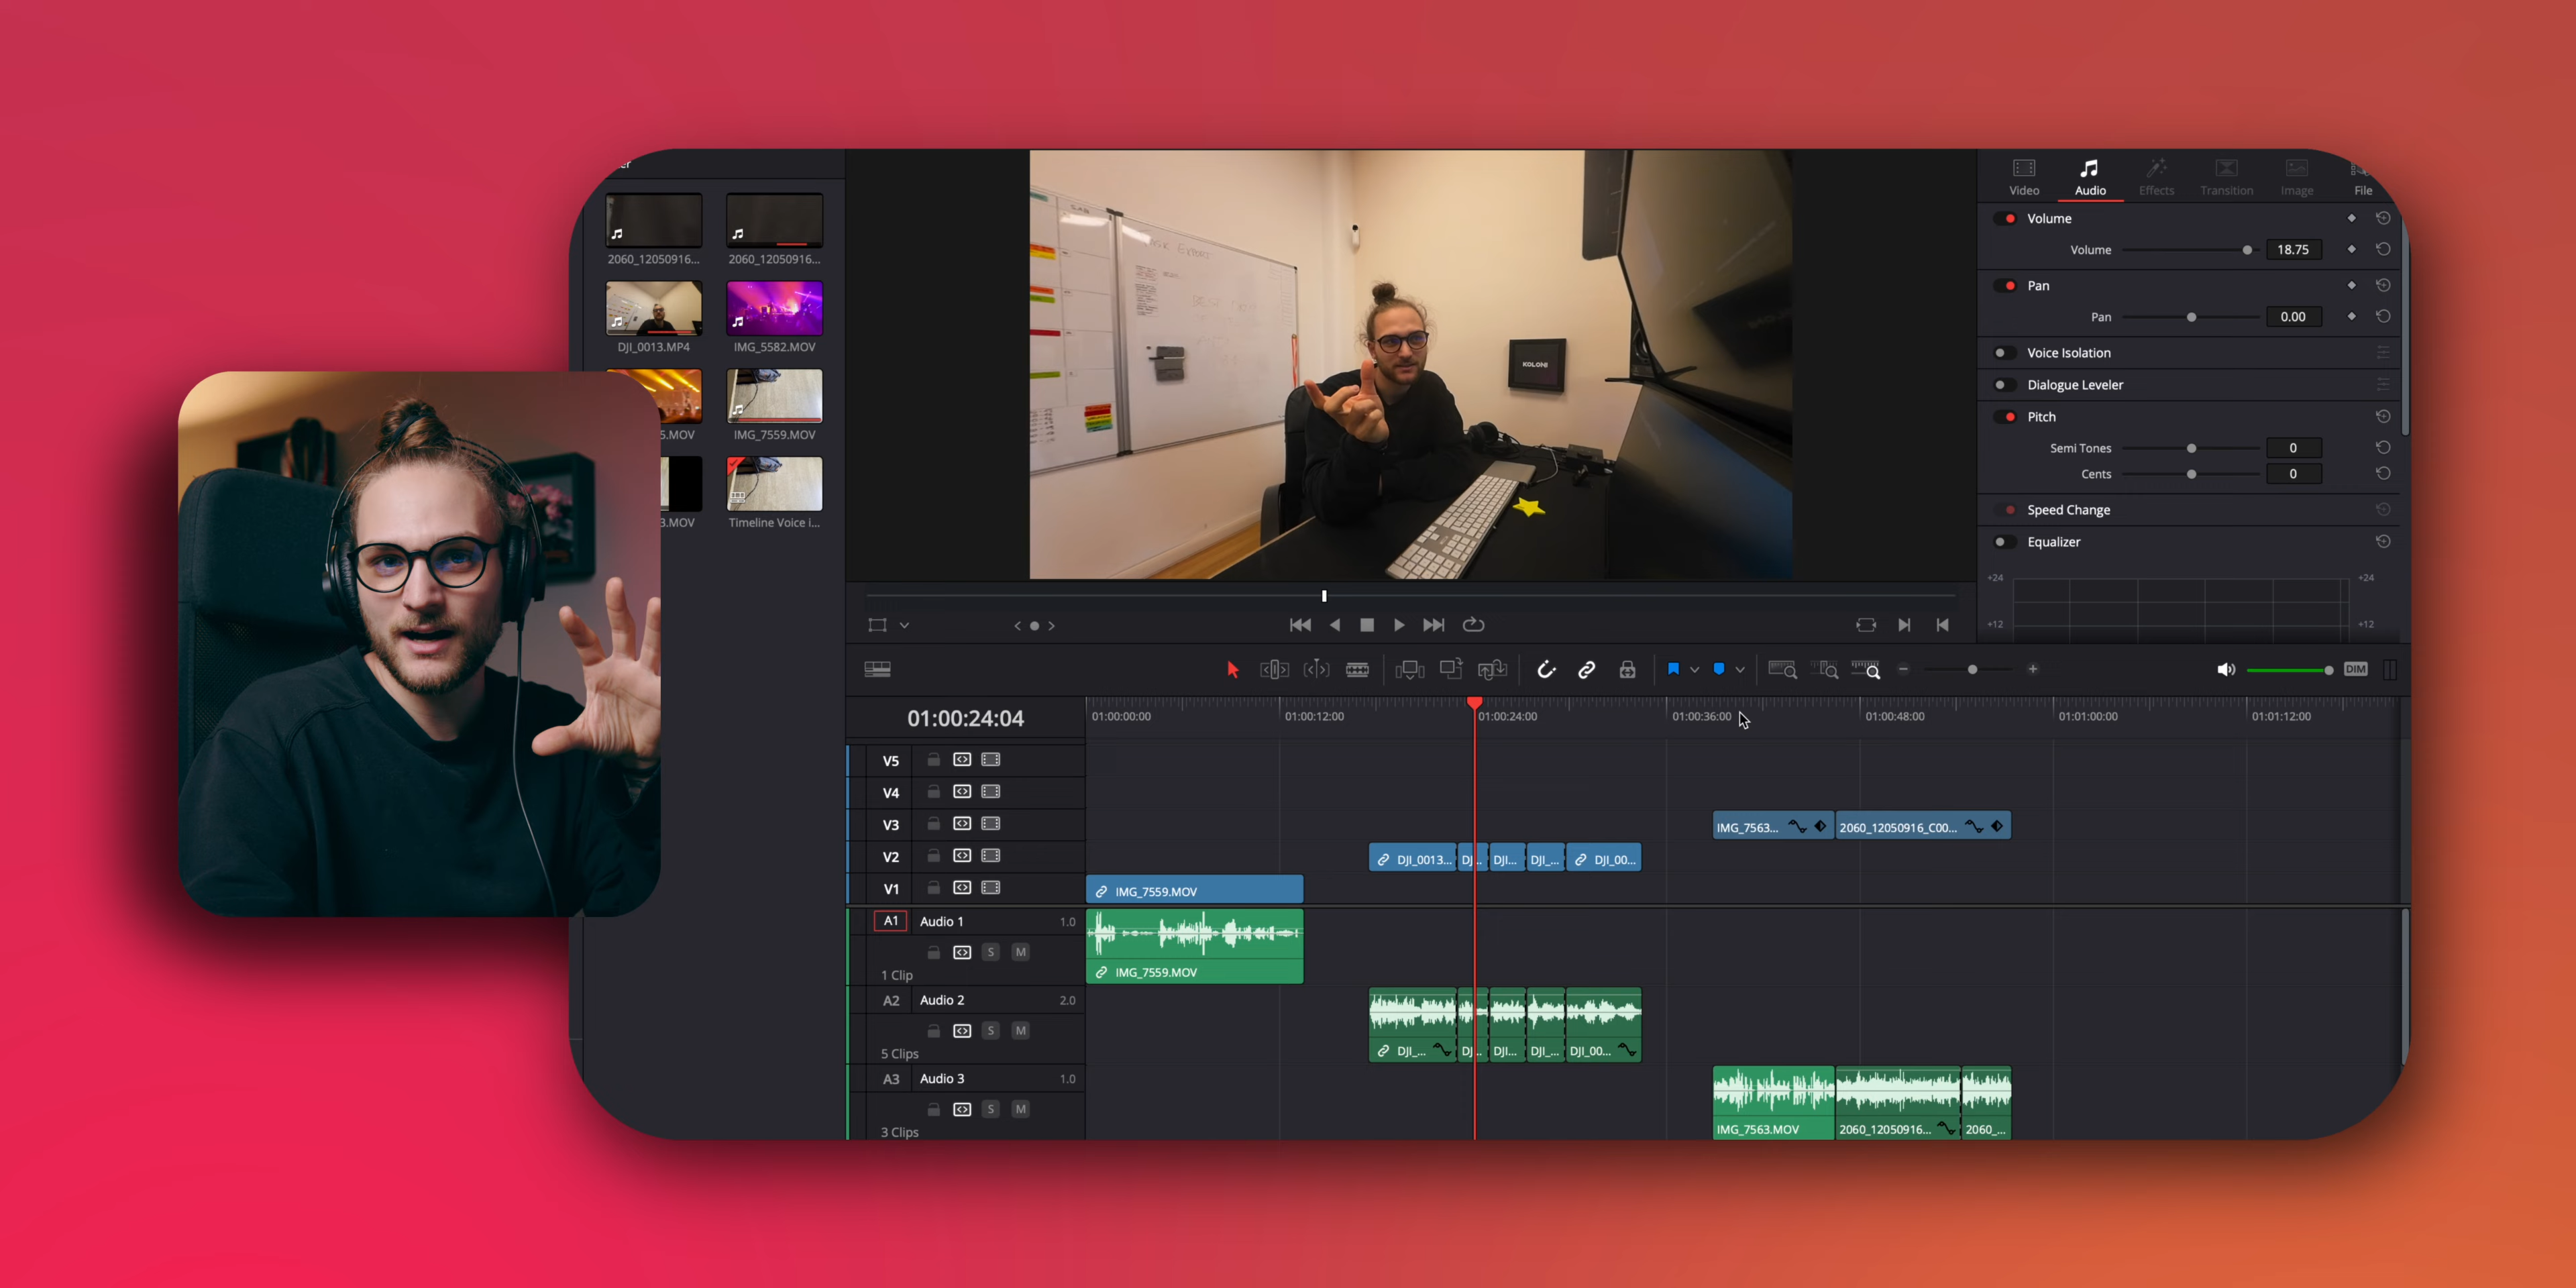 er
2060_12050916...
2060_12050916...
DJI_0013.MP4
IMG_5582.MOV
5.MOV
IMG_7559.MOV
3.MOV
Timeline Voice i...
KOLONI
Video
Audio
Effects
Transition
Image
File
Volume
Volume
18.75
Pan
Pan
0.00
Voice Isolation
Dialogue Leveler
Pitch
Semi Tones
0
Cents
0
Speed Change
Equalizer
+24
+24
+12
+12
DIM
01:00:24:04
01:00:00:00
01:00:12:00
01:00:24:00
01:00:36:00
01:00:48:00
01:01:00:00
01:01:12:00
V5
V4
V3
IMG_7563...
2060_12050916_C00...
V2
DJI_0013...
DJ...
DJI...
DJI_...
DJI_00...
V1
IMG_7559.MOV
A1
Audio 1
1.0
S
M
1 Clip
IMG_7559.MOV
A2
Audio 2
2.0
S
M
5 Clips
DJI_...
DJ...
DJI...
DJI_...
DJI_00...
A3
Audio 3
1.0
S
M
3 Clips
IMG_7563.MOV
2060_12050916...
2060_...